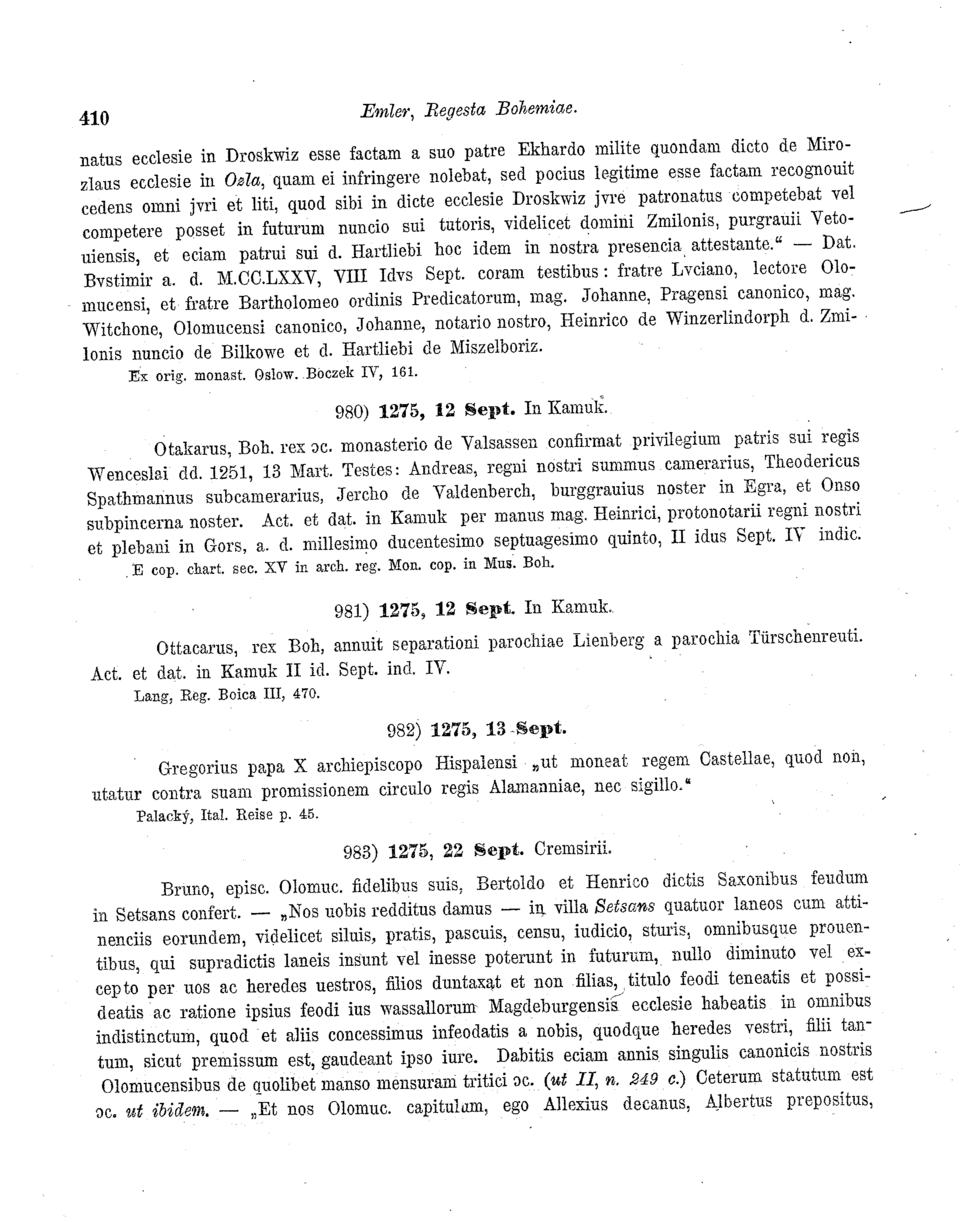 410
Emler, Regesta Bohemiae.
natus ecclesie in Droskwiz esse factam a suo patre Ekhardo milite quondam dicto de Miro-
zlaus ecclesie in Ozla, quam ei infringere nolebat, sed pocius legitime esse factam recognouit
cedens omni jvri et liti, quod sibi in dicte ecclesie Droskwiz jvre patronatus competebat vel
competere posset in futurum nuncio sui tutoris, videlicet domini Zmilonis, purgrauii Veto-
uiensis, et eciam patrui sui d. Hartliebi hoc idem in nostra presencia attestante.“ — Dat.
Bvstimir a. d. M.CC.LXXV, VIII Idvs Sept. coram testibus: fratre Lvciano, lectore Olo-
mucensi, et fratre Bartholomeo ordinis Predicatorum, mag. Johanne, Pragensi canonico, mag.
Witchone, Olomucensi canonico, Johanne, notario nostro, Heinrico de Winzerlindorph d. Zmi-
lonis nuncio de Bilkowe et d. Hartliebi de Miszelboriz.
Ex orig. monast. Oslow. Boczek IV, 161.
980) 1275, 12 Sept. In Kamuk.
Otakarus, Boh. rex ɔc. monasterio de Valsassen confirmat privilegium patris sui regis
Wenceslai dd. 1251, 13 Mart. Testes: Andreas, regni nostri summus camerarius, Theodericus
Spathmannus subcamerarius, Jercho de Valdenberch, burggrauius noster in Egra, et Onso
subpincerna noster. Act. et dat. in Kamuk per manus mag. Heinrici, protonotarii regni nostri
et plebani in Gors, a. d. millesimo ducentesimo septuagesimo quinto, II idus Sept. IV indic.
E cop. chart. sec. XV in arch. reg. Mon. cop. in Mus. Boh.
981) 1275, 12 Sept. In Kamuk.
Ottacarus, rex Boh, annuit separationi parochiae Lienberg a parochia Türschenreuti.
Act. et dat. in Kamuk II id. Sept. ind. IV.
Lang, Reg. Boica III, 470.
982) 1275, 13 Sept.
Gregorius papa X archiepiscopo Hispalensi „ut moneat regem Castellae, quod non,
utatur contra suam promissionem circulo regis Alamanniae, nec sigillo.“
Palacký, Ital. Reise p. 45.
983) 1275, 22 Sept. Cremsirii.
Bruno, episc. Olomuc. fidelibus suis, Bertoldo et Henrico dictis Saxonibus feudum
in Setsans confert. — „Nos uobis redditus damus — in villa Setsans quatuor laneos cum atti-
nenciis eorundem, videlicet siluis, pratis, pascuis, censu, iudicio, sturis, omnibusque prouen-
tibus, qui supradictis laneis insunt vel inesse poterunt in futurum, nullo diminuto vel ex-
cepto per uos ac heredes uestros, filios duntaxat et non filias, titulo feodi teneatis et possi-
deatis ac ratione ipsius feodi ius wassallorum Magdeburgensis ecclesie habeatis in omnibus
indistinctum, quod et aliis concessimus infeodatis a nobis, quodque heredes vestri, filii tan-
tum, sicut premissum est, gaudeant ipso iure. Dabitis eciam annis singulis canonicis nostris
Olomucensibus de quolibet manso mensuram tritici ɔc. (ut II, n. 249 c.) Ceterum statutum est
ɔc. ut ibidem. — „Et nos Olomuc. capitulum, ego Allexius decanus, Albertus prepositus,